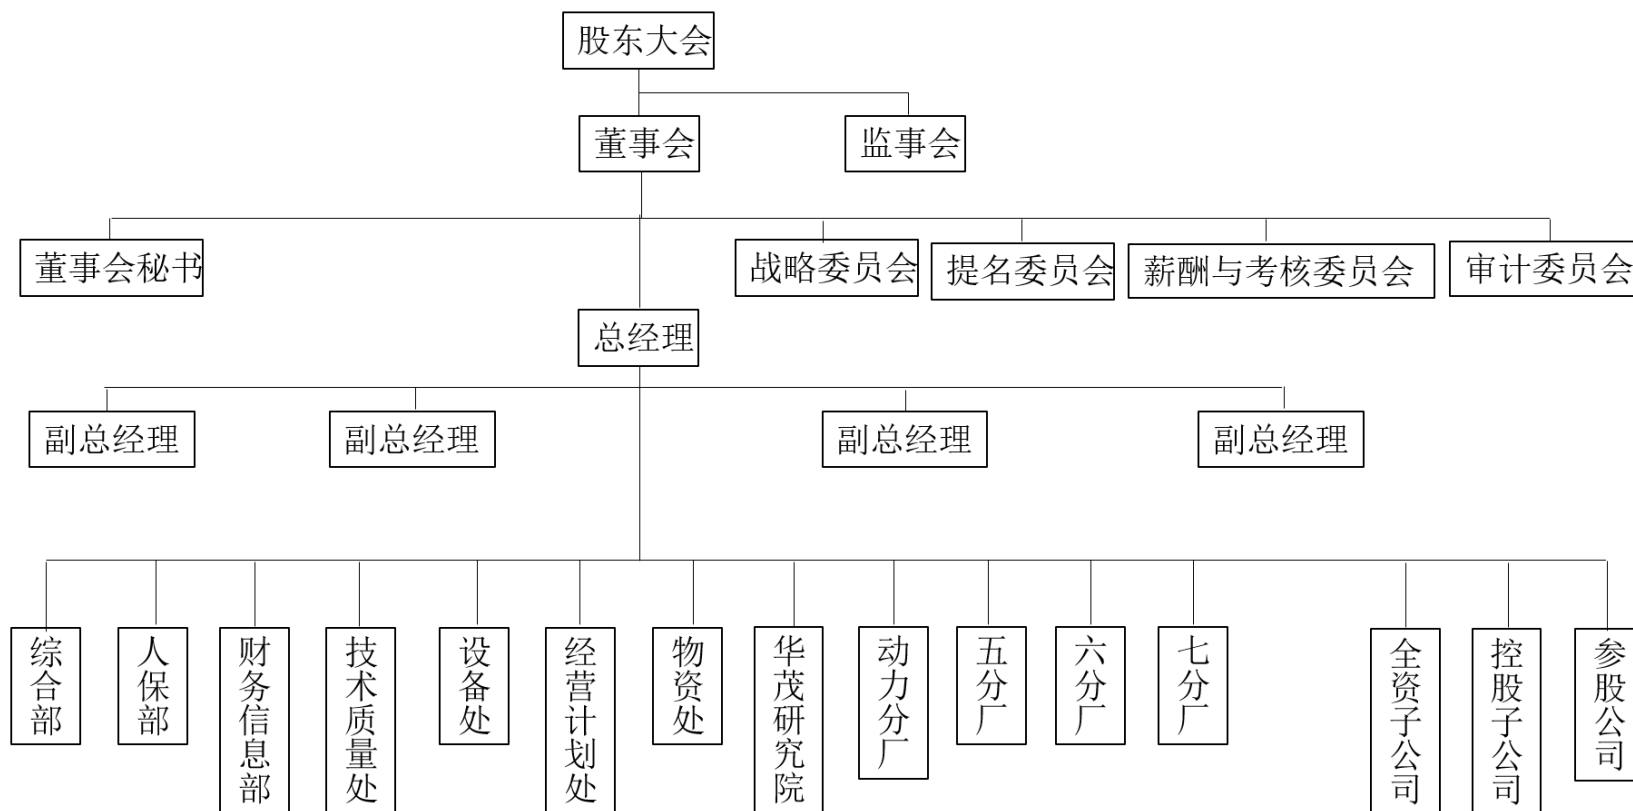 股东大会
董事会
监事会
董事会秘书
战略委员会
提名委员会
薪酬与考核委员会
审计委员会
总经理
副总经理
副总经理
副总经理
副总经理
综合部
人保部
财务信息部
技术质量处
设备处
经营计划处
物资处
华茂研究院
动力分厂
五分厂
六分厂
七分厂
全资子公司
控股子公司
参股公司